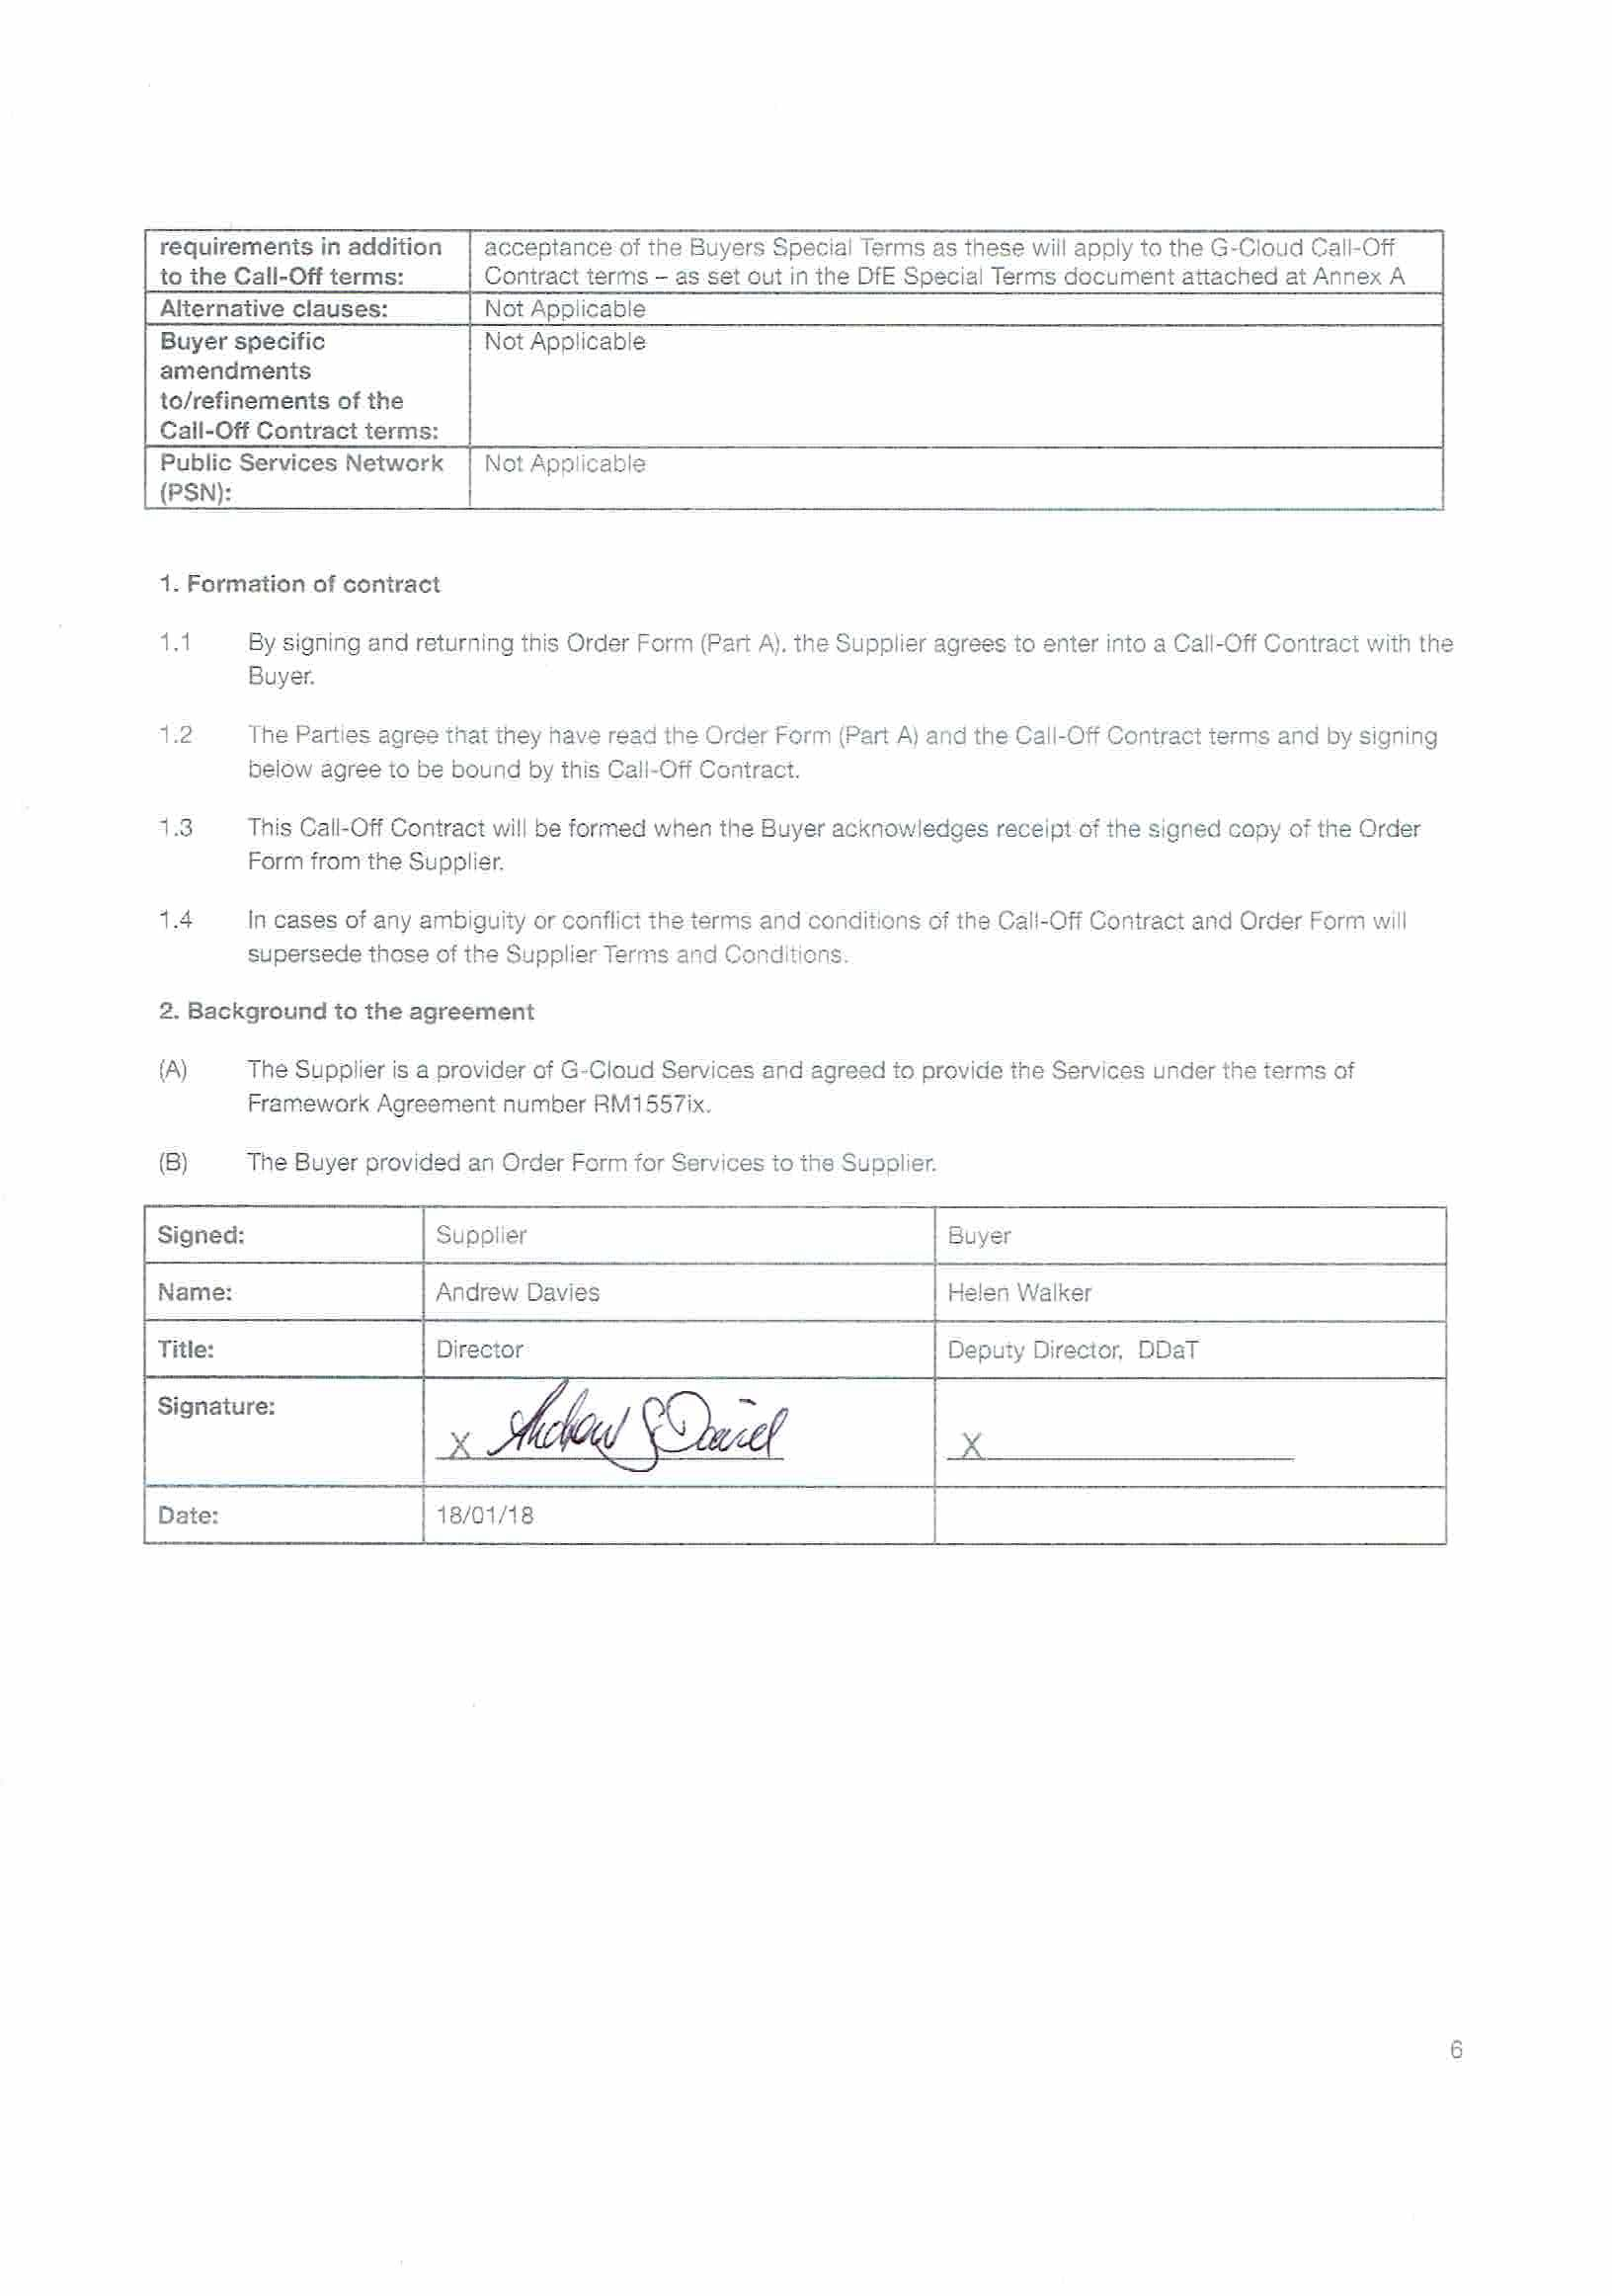 requirements in addition acceptance of the Buyers Special Terms as these will apply to the G-Cloud Call-Off
to the Call-Off terms: Contract terms – as set out in the DfE Special Terms document attached at Annex A
Alternative clauses: Not Applicable
Buyer specific Not Applicable
amendments
to/refinements of the
Call-Off Contract terms:
Public Services Network Not Applicable
(PSN):
1. Formation of contract
1.1 By signing and returning this Order Form (Part A), the Supplier agrees to enter into a Call-Off Contract with the
Buyer.
1.2 The Parties agree that they have read the Order Form (Part A) and the Call-Off Contract terms and by signing
below agree to be bound by this Call-Off Contract.
1.3 This Call-Off Contract will be formed when the Buyer acknowledges receipt of the signed copy of the Order
Form from the Supplier.
1.4 In cases of any ambiguity or conflict the terms and conditions of the Call-Off Contract and Order Form will
supersede those of the Supplier Terms and Conditions.
2. Background to the agreement
(A) The Supplier is a provider of G-Cloud Services and agreed to provide the Services under the terms of
Framework Agreement number RM1557ix.
(B) The Buyer provided an Order Form for Services to the Supplier.
Signed: Supplier Buyer
Name: Andrew Davies Helen Walker
Title: Director Deputy Director, DDaT
Signature: X X
Date: 18/01/18
6